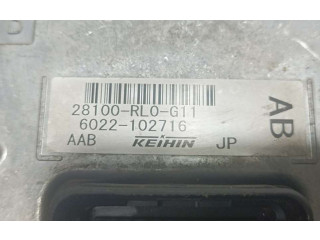 28100-RL0-G11
6022-102716
AAB KEIHIN JP
AB